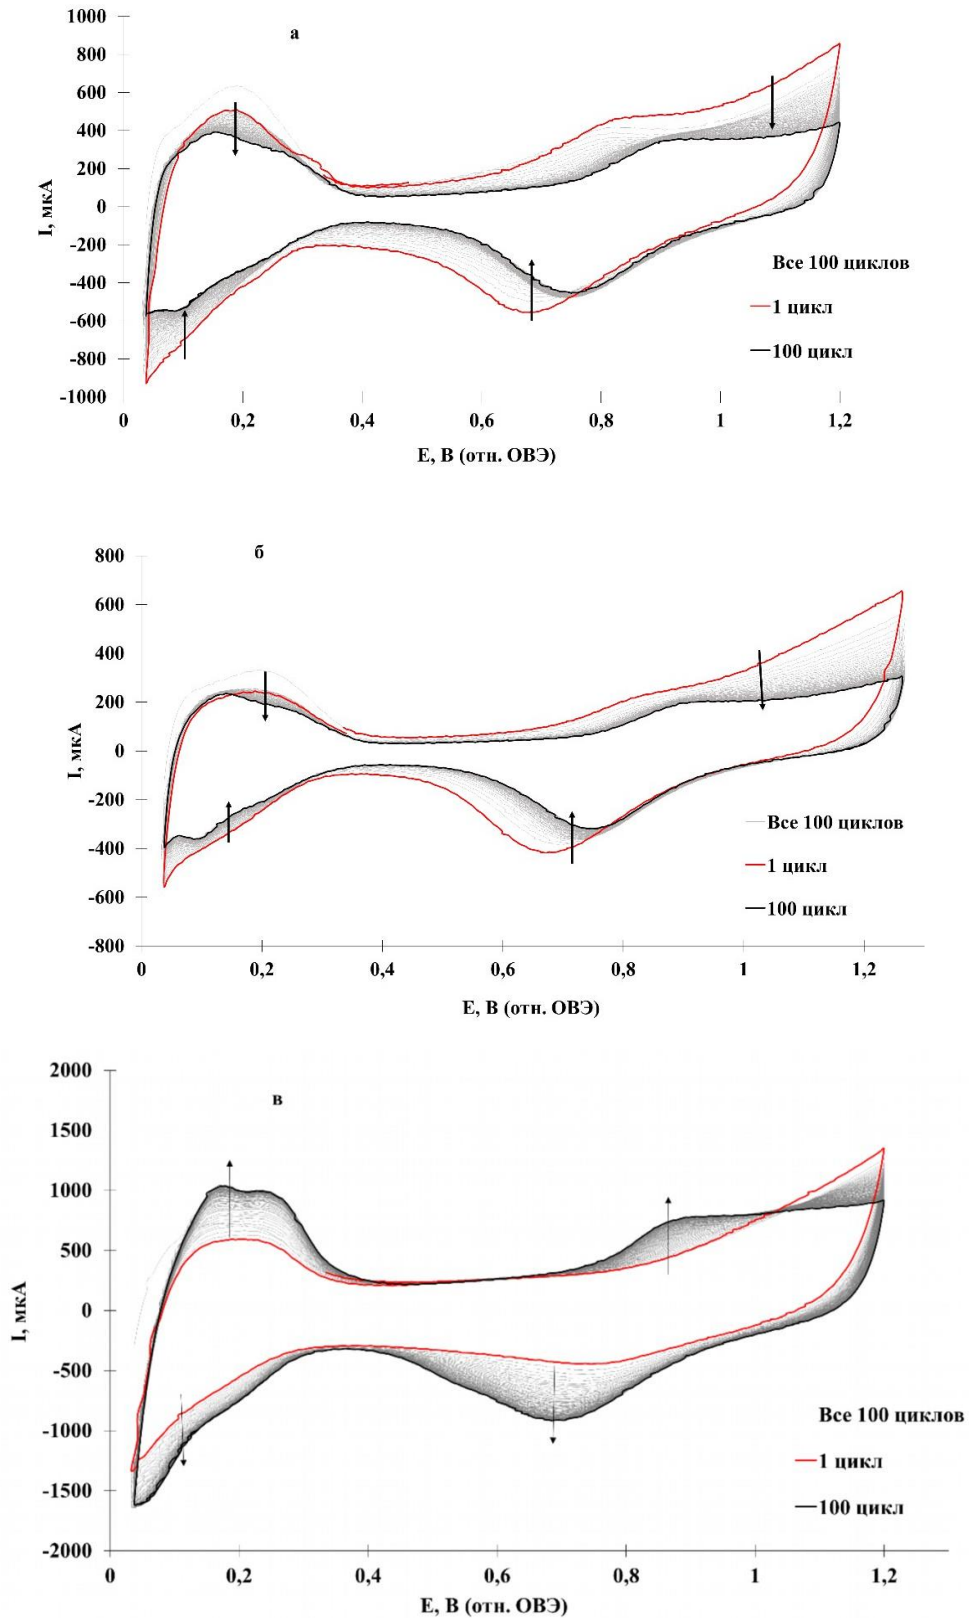 а
1000
800
600
400
200
0
-200
-400
-600
-800
-1000
I, мкА
Все 100 циклов
1 цикл
100 цикл
0 0,2 0,4 0,6 0,8 1 1,2
E, В (отн. ОВЭ)
б
800
600
400
200
0
-200
-400
-600
-800
I, мкА
Все 100 циклов
1 цикл
100 цикл
0 0,2 0,4 0,6 0,8 1 1,2
E, В (отн. ОВЭ)
в
2000
1500
1000
500
0
-500
-1000
-1500
-2000
I, мкА
Все 100 циклов
1 цикл
100 цикл
0 0,2 0,4 0,6 0,8 1 1,2
E, В (отн. ОВЭ)